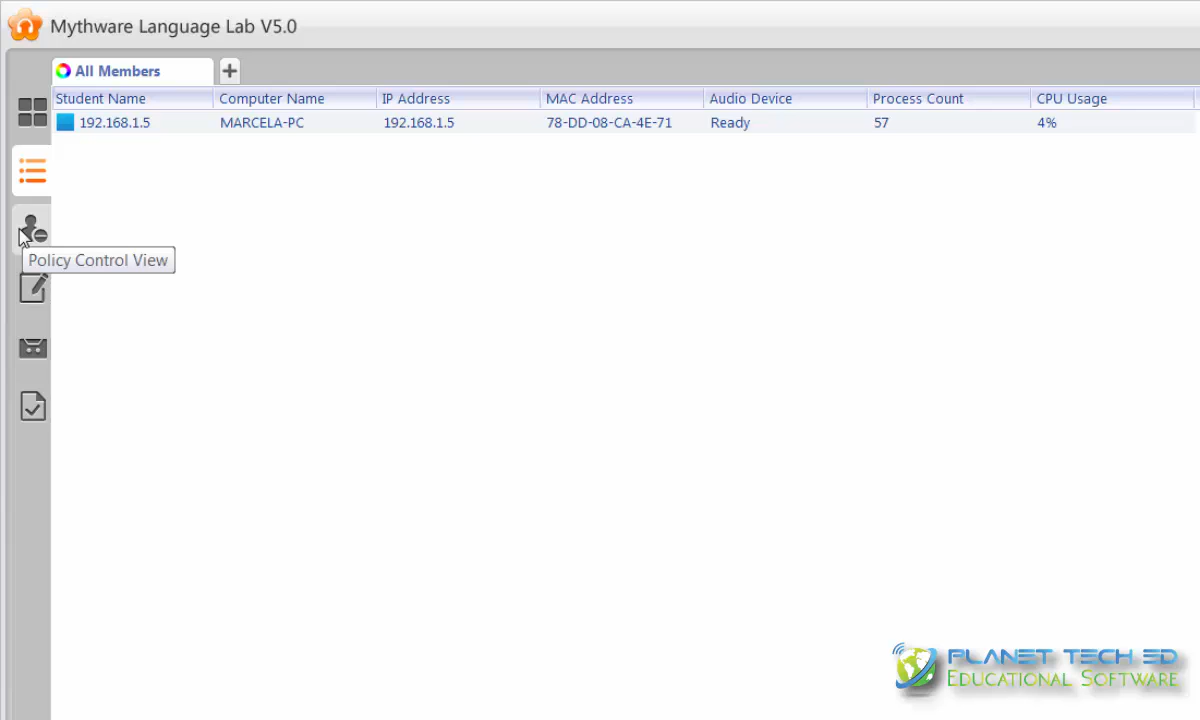 Mythware Language Lab V5.0
All Members
Student Name Computer Name IP Address MAC Address Audio Device Process Count CPU Usage
192.168.1.5 MARCELA-PC 192.168.1.5 78-DD-08-CA-4E-71 Ready 57 4%
Policy Control View
PLANET TECH ED
EDUCATIONAL SOFTWARE